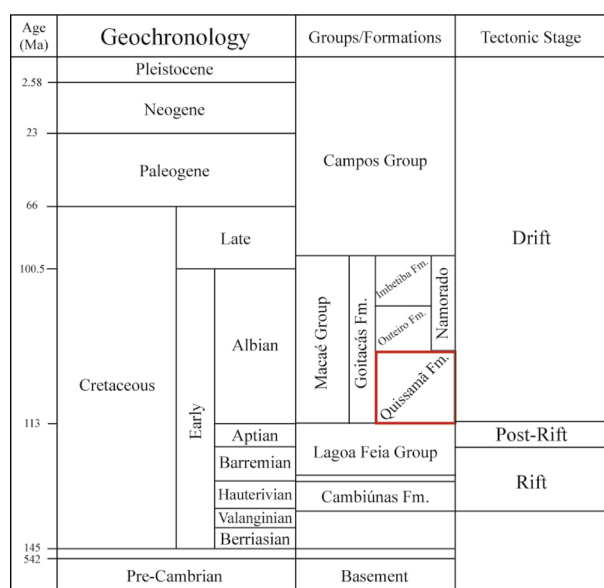 Age
(Ma)
Geochronology
Groups/Formations
Tectonic Stage
Pleistocene
2.58
Neogene
23
Paleogene
Campos Group
66
Late
Drift
100.5
Imbetiba Fm.
Outeiro Fm.
Namorado
Macaé Group
Goitacás Fm.
Albian
Quissamã Fm.
Cretaceous
Early
113
Aptian
Post-Rift
Barremian
Lagoa Feia Group
Rift
Hauterivian
Cambiúnas Fm.
Valanginian
Berriasian
145
542
Pre-Cambrian
Basement